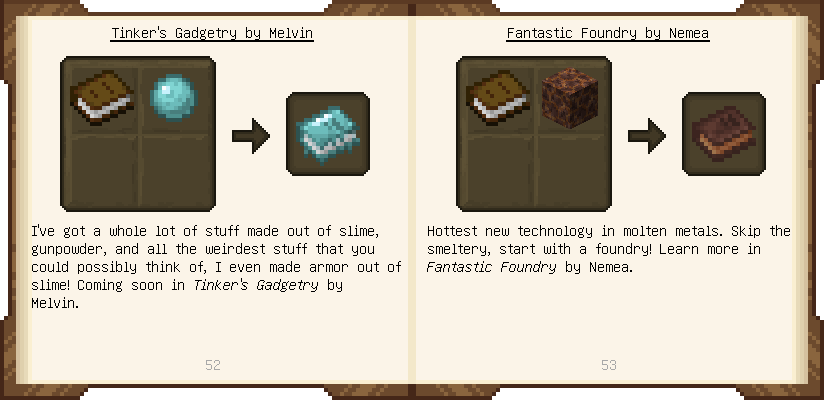 Tinker's Gadgetry by Melvin
I've got a whole lot of stuff made out of slime,
gunpowder, and all the weirdest stuff that you
could possibly think of, I even made armor out of
slime! Coming soon in Tinker's Gadgetry by
Melvin.
52
Fantastic Foundry by Nemea
Hottest new technology in molten metals. Skip the
smeltery, start with a foundry! Learn more in
Fantastic Foundry by Nemea.
53